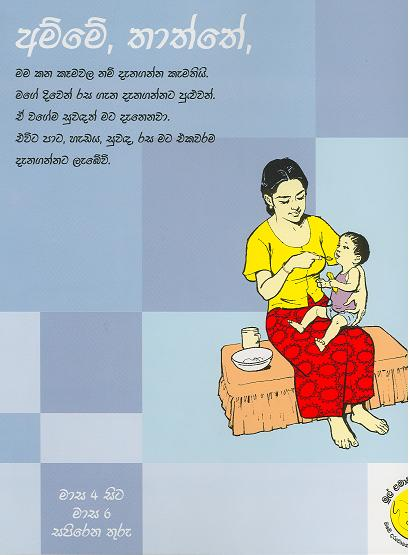 අම්මේ, තාත්තේ,
මම කන කෑමවල නම් දැනගන්න කැමතියි.
මගේ දිවෙන් රස ගැන දැනගන්නට පුළුවන්.
ඒ වගේම සුවඳත් මට දැනෙනවා.
එවිට පාට, හැඩය, සුවඳ, රස මට එකවරම
දැනගන්නට ලැබේවි.
මාස 4 සිට
මාස 6
සපිරෙන තුරු